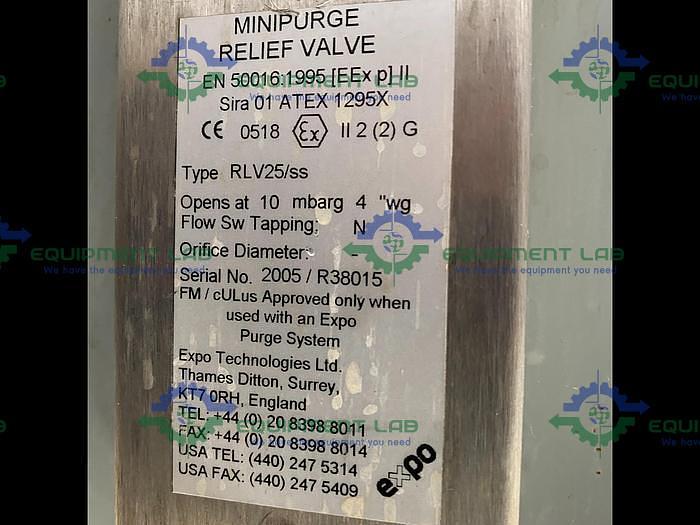 MINIPURGE
RELIEF VALVE
EN 50016:1995 [EEx p] II
Sira 01 ATEX 1295X
CE 0518 Ex II 2 (2) G
Type RLV25/ss
Opens at 10 mbarg 4 "wg
Flow Sw Tapping: N
Orifice Diameter: -
Serial No. 2005 / R38015
FM / cULus Approved only when
used with an Expo
Purge System
Expo Technologies Ltd.
Thames Ditton, Surrey,
KT7 0RH, England
TEL: +44 (0) 20 8398 8011
FAX: +44 (0) 20 8398 8014
USA TEL: (440) 247 5314
USA FAX: (440) 247 5409
expo
EQUIPMENT LAB
We have the equipment you need